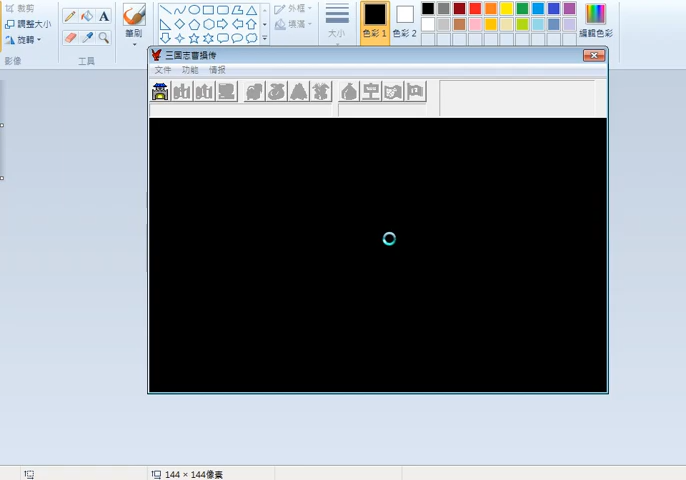 裁剪
調整大小
旋轉
影像
A
工具
筆刷
外框
填滿
大小
色彩 1
色彩 2
編輯色彩
三国志曹操传
文件 功能 情报
144 × 144像素